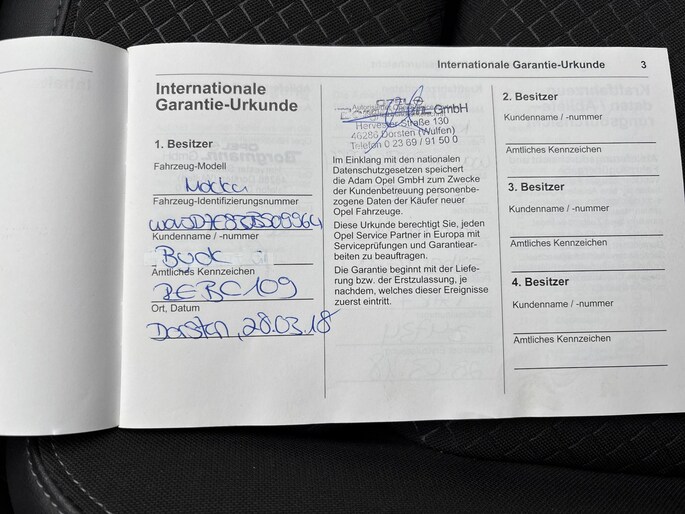 Internationale Garantie-Urkunde 3
Internationale
Garantie-Urkunde
1. Besitzer
Fahrzeug-Modell
Mokka
Fahrzeug-Identifizierungsnummer
Kundenname / -nummer
Buck
Amtliches Kennzeichen
REBC109
Ort, Datum
Dorsten, 28.03.18
GmbH
Hervester Straße 130
46286 Dorsten (Wulfen)
Telefon 0 23 69 / 91 50 0
Im Einklang mit den nationalen
Datenschutzgesetzen speichert
die Adam Opel GmbH zum Zwecke
der Kundenbetreuung personenbe-
zogene Daten der Käufer neuer
Opel Fahrzeuge.
Diese Urkunde berechtigt Sie, jeden
Opel Service Partner in Europa mit
Serviceprüfungen und Garantiear-
beiten zu beauftragen.
Die Garantie beginnt mit der Liefe-
rung bzw. der Erstzulassung, je
nachdem, welches dieser Ereignisse
zuerst eintritt.
2. Besitzer
Kundenname / -nummer
Amtliches Kennzeichen
3. Besitzer
Kundenname / -nummer
Amtliches Kennzeichen
4. Besitzer
Kundenname / -nummer
Amtliches Kennzeichen